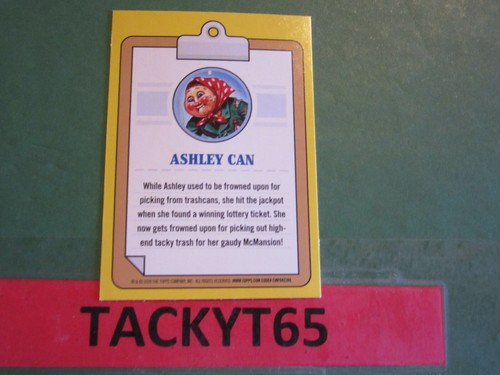 ASHLEY CAN
While Ashley used to be frowned upon for
picking from trashcans, she hit the jackpot
when she found a winning lottery ticket. She
now gets frowned upon for picking out high-
end tacky trash for her gaudy McMansion!
TACKYT65